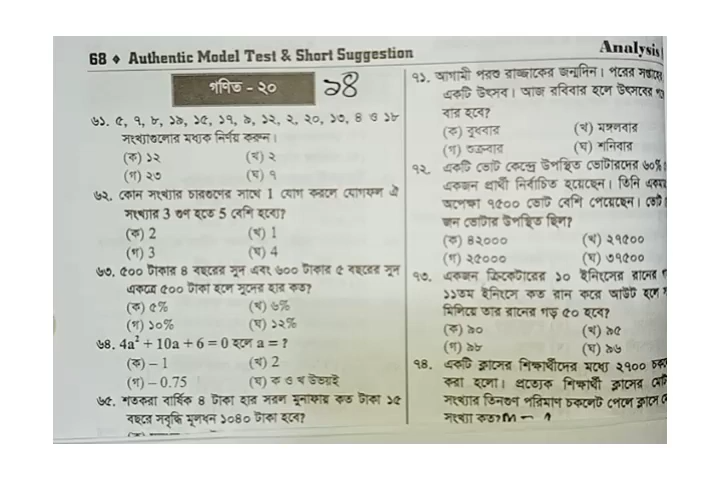 68 ◆ Authentic Model Test & Short Suggestion
Analysis
গণিত - ২০
১৪
৬১. ৫, ৭, ৮, ১৯, ১৫, ১৭, ৯, ১২, ২, ২০, ১৩, ৪ ও ১৮
সংখ্যাগুলোর মধ্যক নির্ণয় করুন।
(ক) ১২ (খ) ২
(গ) ২৩ (ঘ) ৭
৬২. কোন সংখ্যার চারগুণের সাথে 1 যোগ করলে যোগফল ঐ
সংখ্যার 3 গুণ হতে 5 বেশি হবে?
(ক) 2 (খ) 1
(গ) 3 (ঘ) 4
৬৩. ৫০০ টাকার ৪ বছরের সুদ এবং ৬০০ টাকার ৫ বছরের সুদ
একত্রে ৫০০ টাকা হলে সুদের হার কত?
(ক) ৫% (খ) ৬%
(গ) ১০% (ঘ) ১২%
৬৪. 4a² + 10a + 6 = 0 হলে a = ?
(ক) – 1 (খ) 2
(গ) – 0.75 (ঘ) ক ও খ উভয়ই
৬৫. শতকরা বার্ষিক ৪ টাকা হার সরল মুনাফায় কত টাকা ১৫
বছরে সবৃদ্ধি মূলধন ১০৪০ টাকা হবে?
৭১. আগামী পরশু রাজ্জাকের জন্মদিন। পরের সপ্তাহে
একটি উৎসব। আজ রবিবার হলে উৎসবের
বার হবে?
(ক) বুধবার (খ) মঙ্গলবার
(গ) শুক্রবার (ঘ) শনিবার
৭২. একটি ভোট কেন্দ্রে উপস্থিত ভোটারদের ৬০%
একজন প্রার্থী নির্বাচিত হয়েছেন। তিনি
অপেক্ষা ৭৫০০ ভোট বেশি পেয়েছেন।
জন ভোটার উপস্থিত ছিল?
(ক) ৪২০০০ (খ) ২৭৫০০
(গ) ২৫০০০ (ঘ) ৩৭৫০০
৭৩. একজন ক্রিকেটারের ১০ ইনিংসের রানের
১১তম ইনিংসে কত রান করে আউট হলে
মিলিয়ে তার রানের গড় ৫০ হবে?
(ক) ৯০ (খ) ৯৫
(গ) ৯৮ (ঘ) ৯৬
৭৪. একটি ক্লাসের শিক্ষার্থীদের মধ্যে ২৭০০
করা হলো। প্রত্যেক শিক্ষার্থী ক্লাসের
সংখ্যার তিনগুণ পরিমাণ চকলেট পেলে ক্লাসে
সংখ্যা কত?